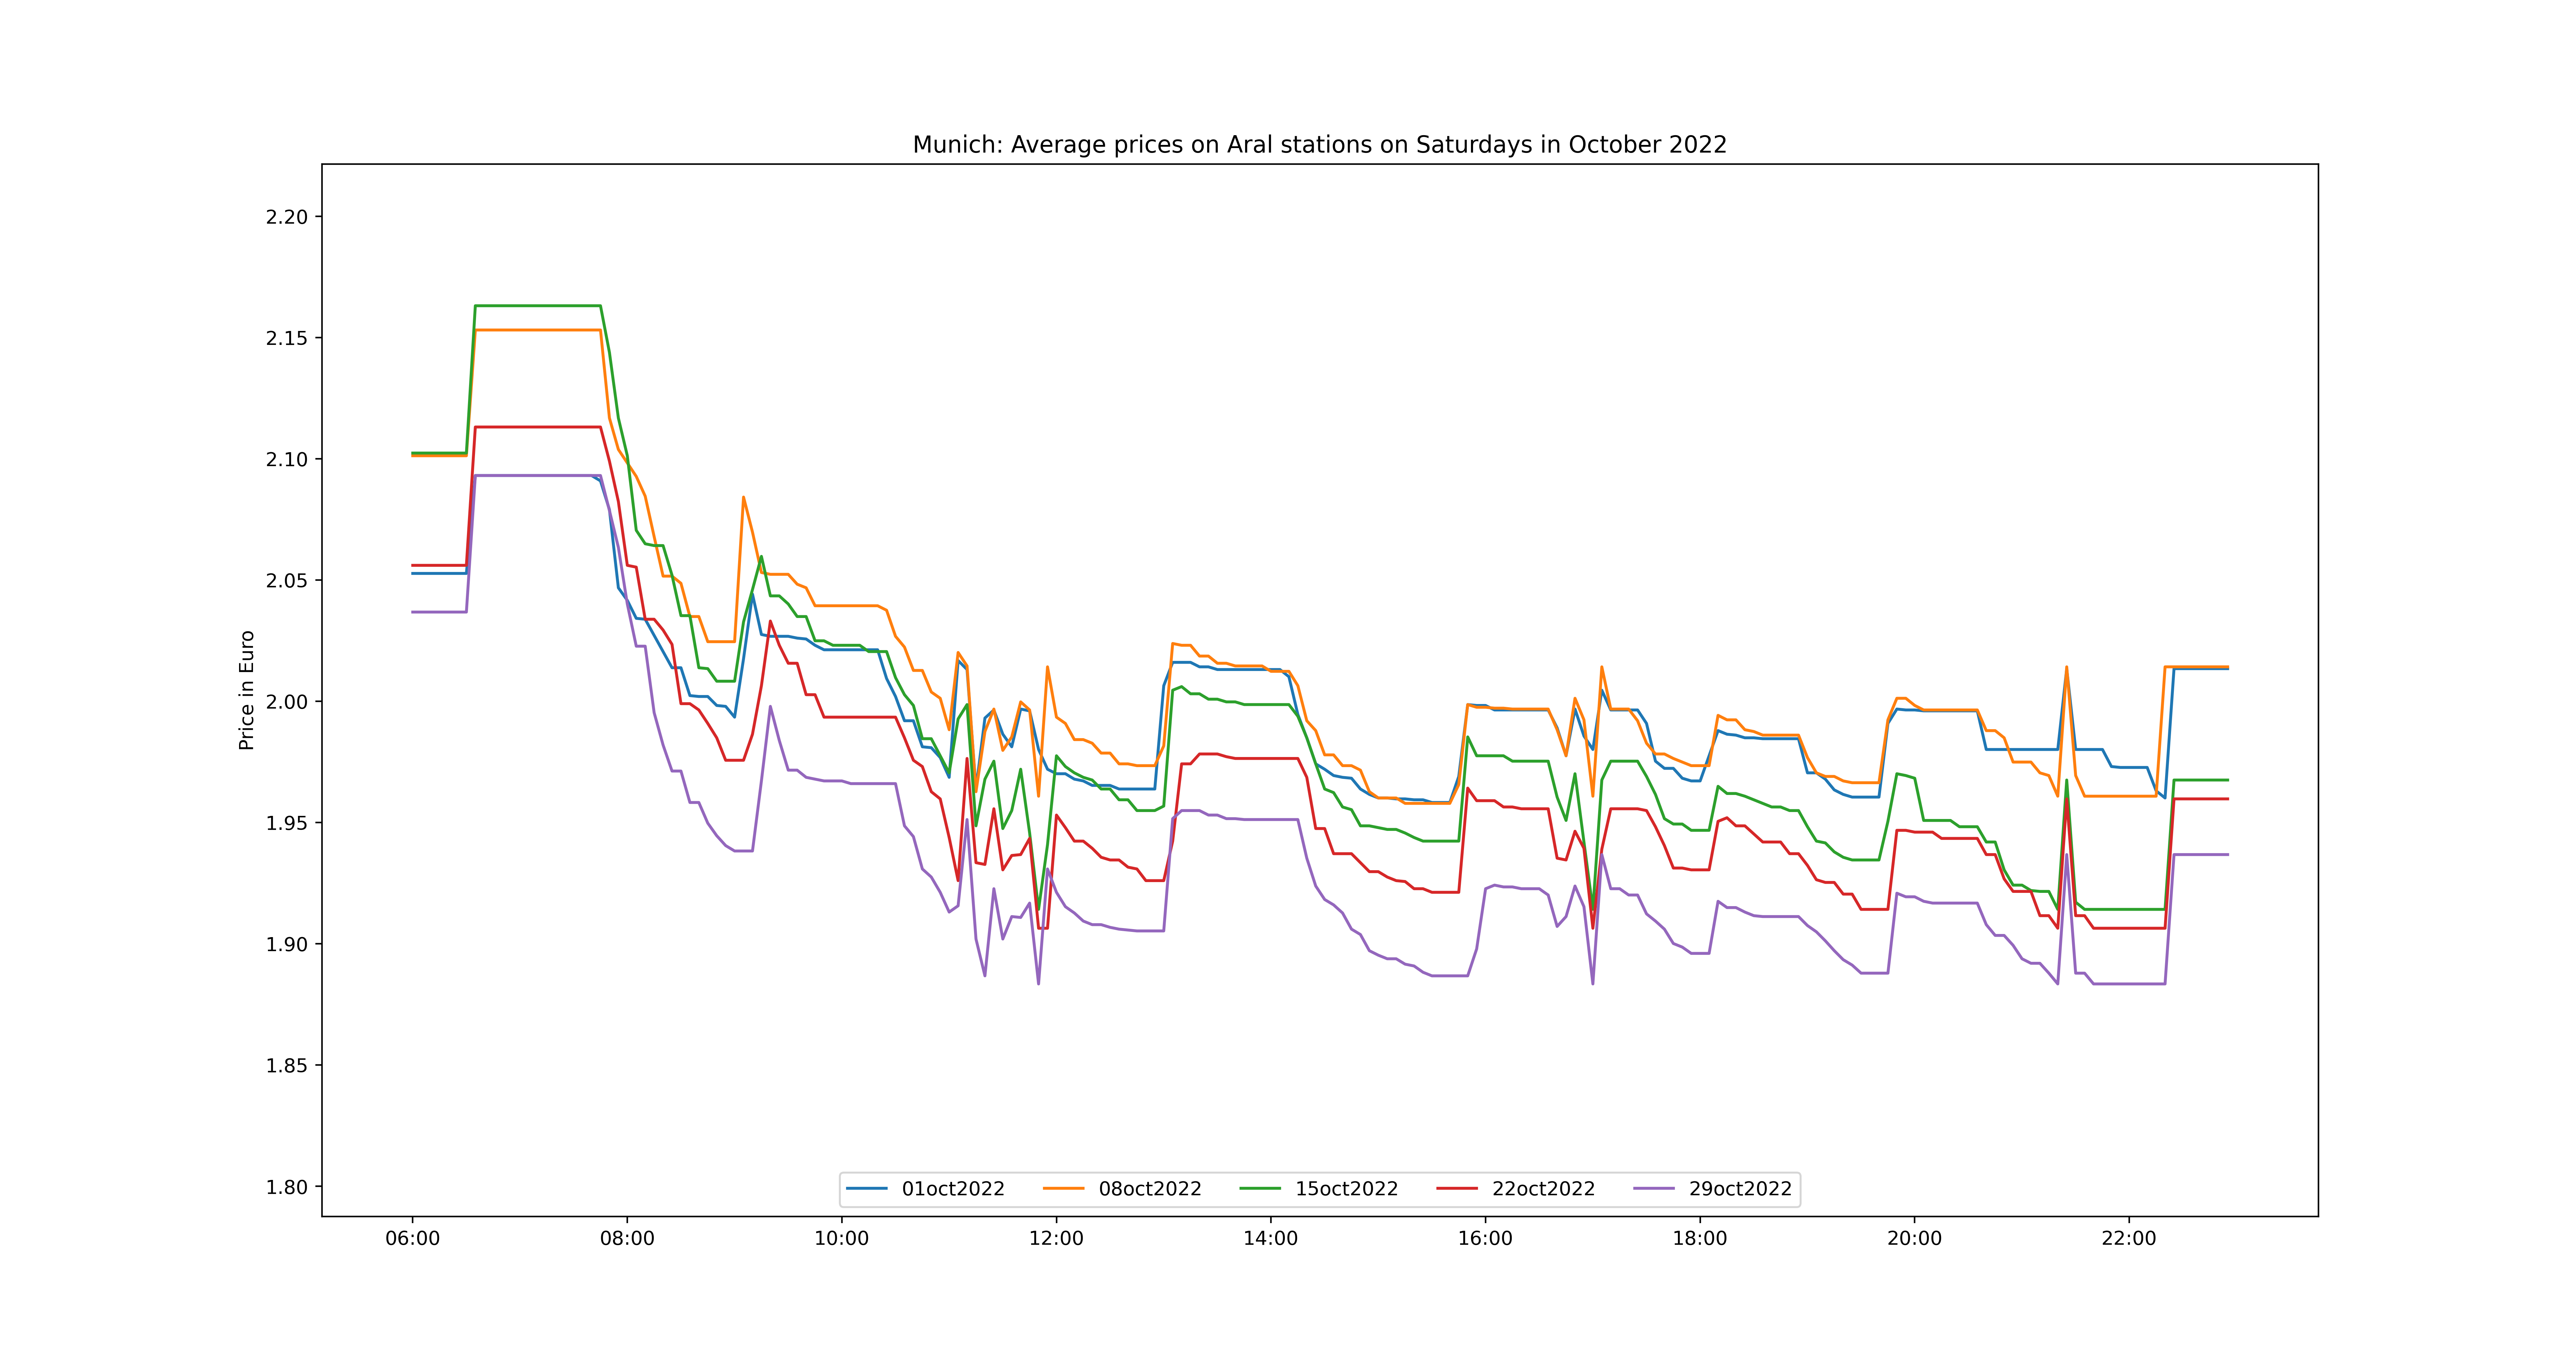 Munich: Average prices on Aral stations on Saturdays in October 2022
Price in Euro
2.20
2.15
2.10
2.05
2.00
1.95
1.90
1.85
1.80
01oct2022 08oct2022 15oct2022 22oct2022 29oct2022
06:00 08:00 10:00 12:00 14:00 16:00 18:00 20:00 22:00